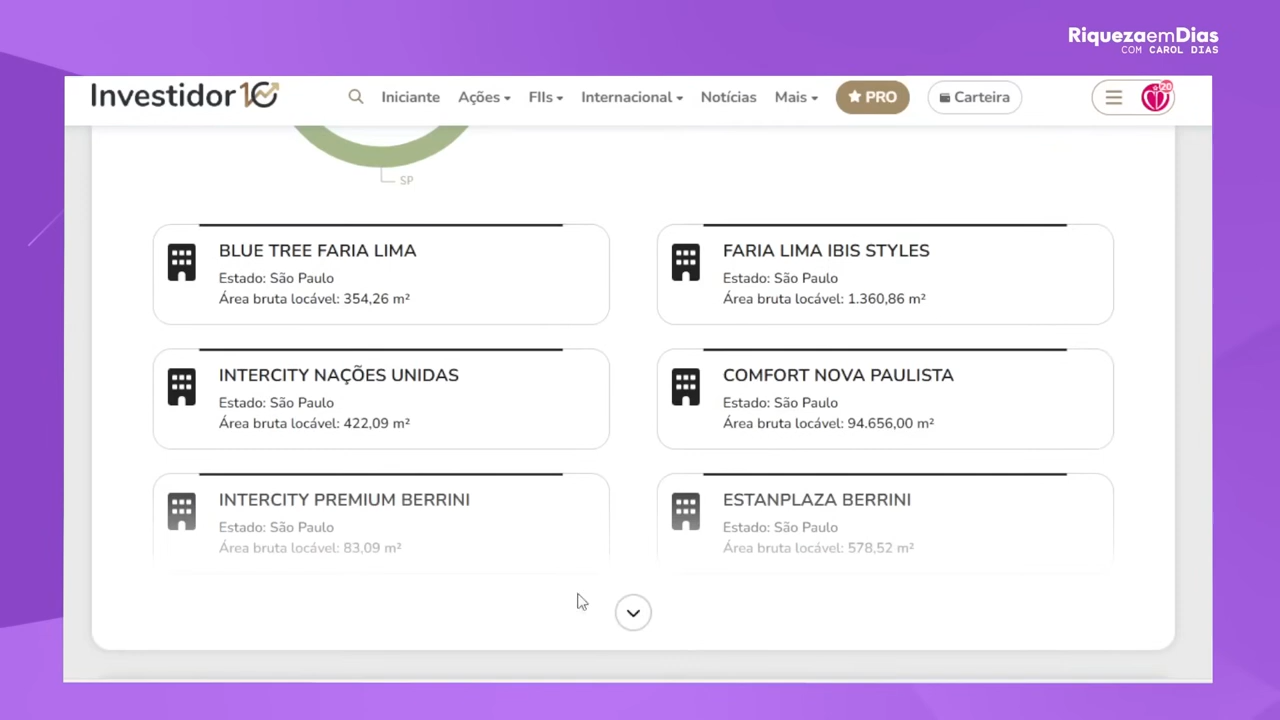 RiquezaemDias
COM CAROL DIAS
Investidor10
Iniciante
Ações
FIIs
Internacional
Notícias
Mais
PRO
Carteira
+20
SP
BLUE TREE FARIA LIMA
Estado: São Paulo
Área bruta locável: 354,26 m²
FARIA LIMA IBIS STYLES
Estado: São Paulo
Área bruta locável: 1.360,86 m²
INTERCITY NAÇÕES UNIDAS
Estado: São Paulo
Área bruta locável: 422,09 m²
COMFORT NOVA PAULISTA
Estado: São Paulo
Área bruta locável: 94.656,00 m²
INTERCITY PREMIUM BERRINI
Estado: São Paulo
Área bruta locável: 83,09 m²
ESTANPLAZA BERRINI
Estado: São Paulo
Área bruta locável: 578,52 m²